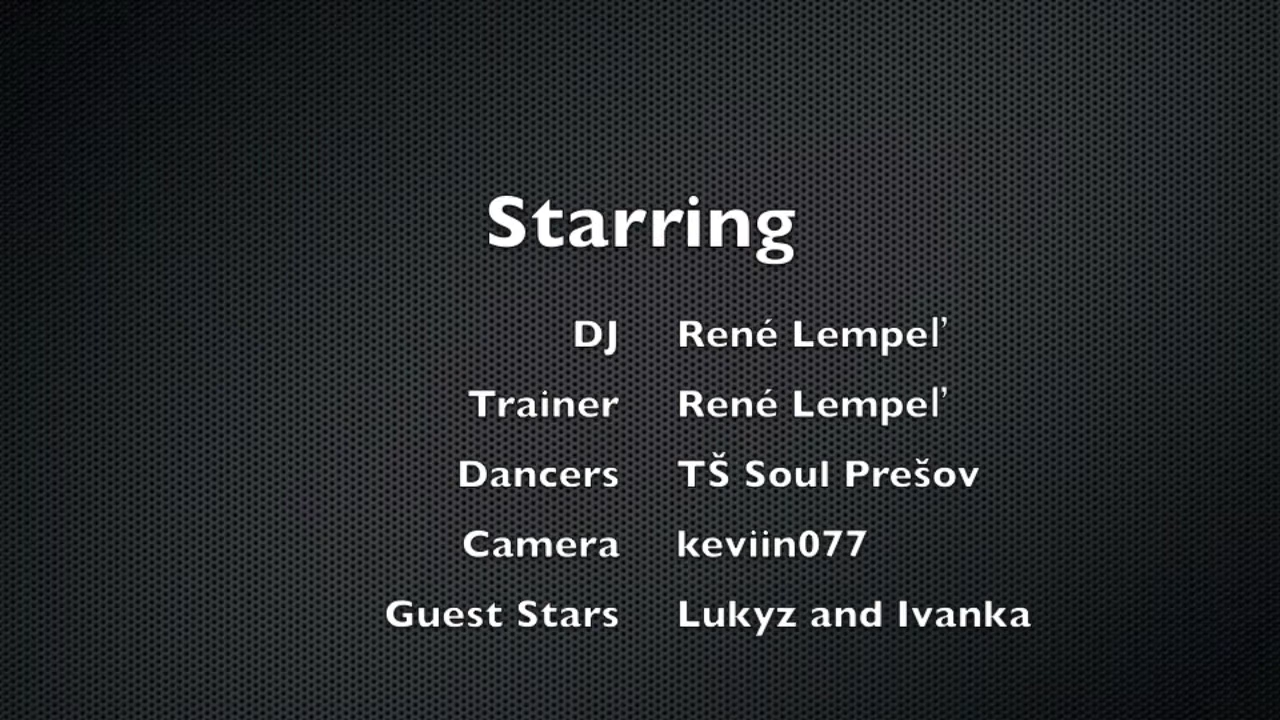 Starring
DJ René Lempeľ
Trainer René Lempeľ
Dancers TŠ Soul Prešov
Camera keviin077
Guest Stars Lukyz and Ivanka